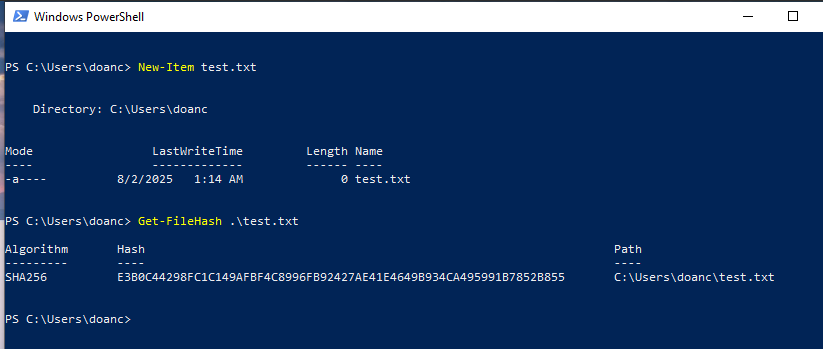 Windows PowerShell
PS C:\Users\doanc> New-Item test.txt
Directory: C:\Users\doanc
Mode LastWriteTime Length Name
---- ------------- ------ ----
-a---- 8/2/2025 1:14 AM 0 test.txt
PS C:\Users\doanc> Get-FileHash .\test.txt
Algorithm Hash Path
--------- ---- ----
SHA256 E3B0C44298FC1C149AFBF4C8996FB92427AE41E4649B934CA495991B7852B855 C:\Users\doanc\test.txt
PS C:\Users\doanc>